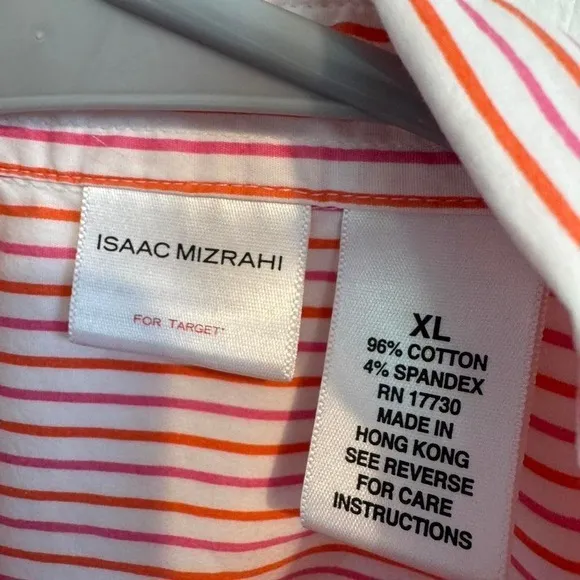 ISAAC MIZRAHI
FOR TARGET*
XL
96% COTTON
4% SPANDEX
RN 17730
MADE IN
HONG KONG
SEE REVERSE
FOR CARE
INSTRUCTIONS